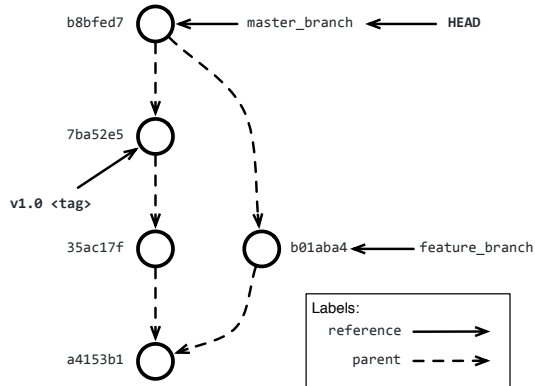 b8bfed7 master_branch HEAD
7ba52e5
v1.0 <tag>
35ac17f b01aba4 feature_branch
Labels:
reference
parent
a4153b1